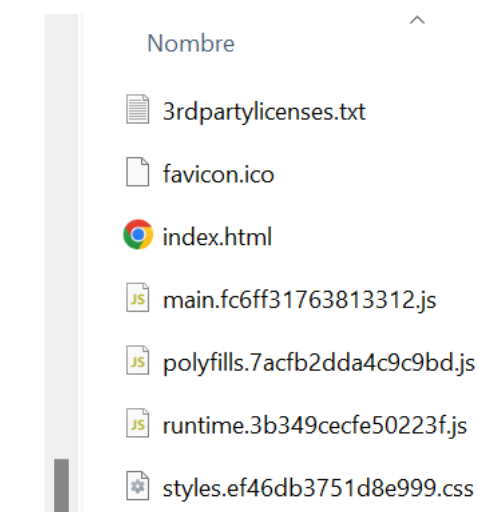 Nombre
3rdpartylicenses.txt
favicon.ico
index.html
main.fc6ff31763813312.js
polyfills.7acfb2dda4c9c9bd.js
runtime.3b349cecfe50223f.js
styles.ef46db3751d8e999.css